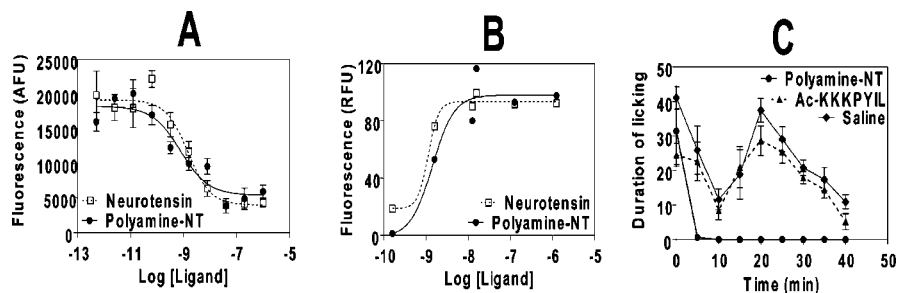 A
Fluorescence (AFU)
25000
20000
15000
10000
5000
0
Neurotensin
Polyamine-NT
-13
-11
-9
-7
-5
Log [Ligand)
B
Fluorescence (RFU)
120
80
40
0
Neurotensin
Polyamine-NT
-10
-9
-8
-7
-6
-5
Log [Ligand)
C
Duration of licking
50
40
30
20
10
0
Polyamine-NT
Ac-KKKPYIL
Saline
0
10
20
30
40
50
Time (min)